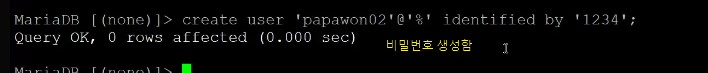 MariaDB [(none)]> create user 'papawon02'@'%' identified by '1234';
Query OK, 0 rows affected (0.000 sec)
비밀번호 생성함
MariaDB [(none)]>